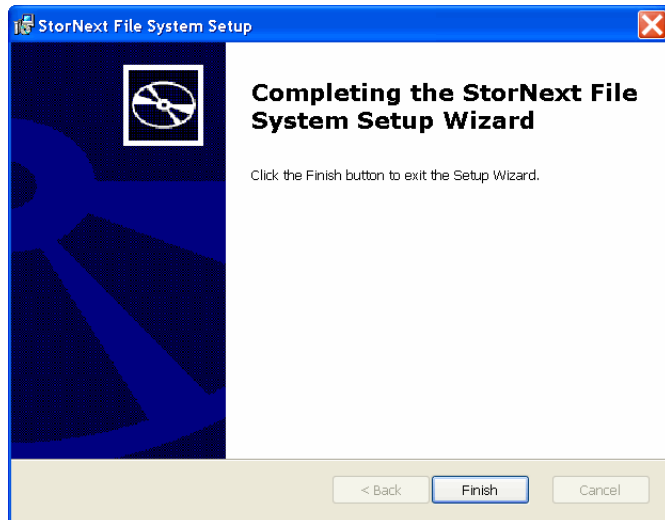 StorNext File System Setup
Completing the StorNext File
System Setup Wizard
Click the Finish button to exit the Setup Wizard.
< Back Finish Cancel